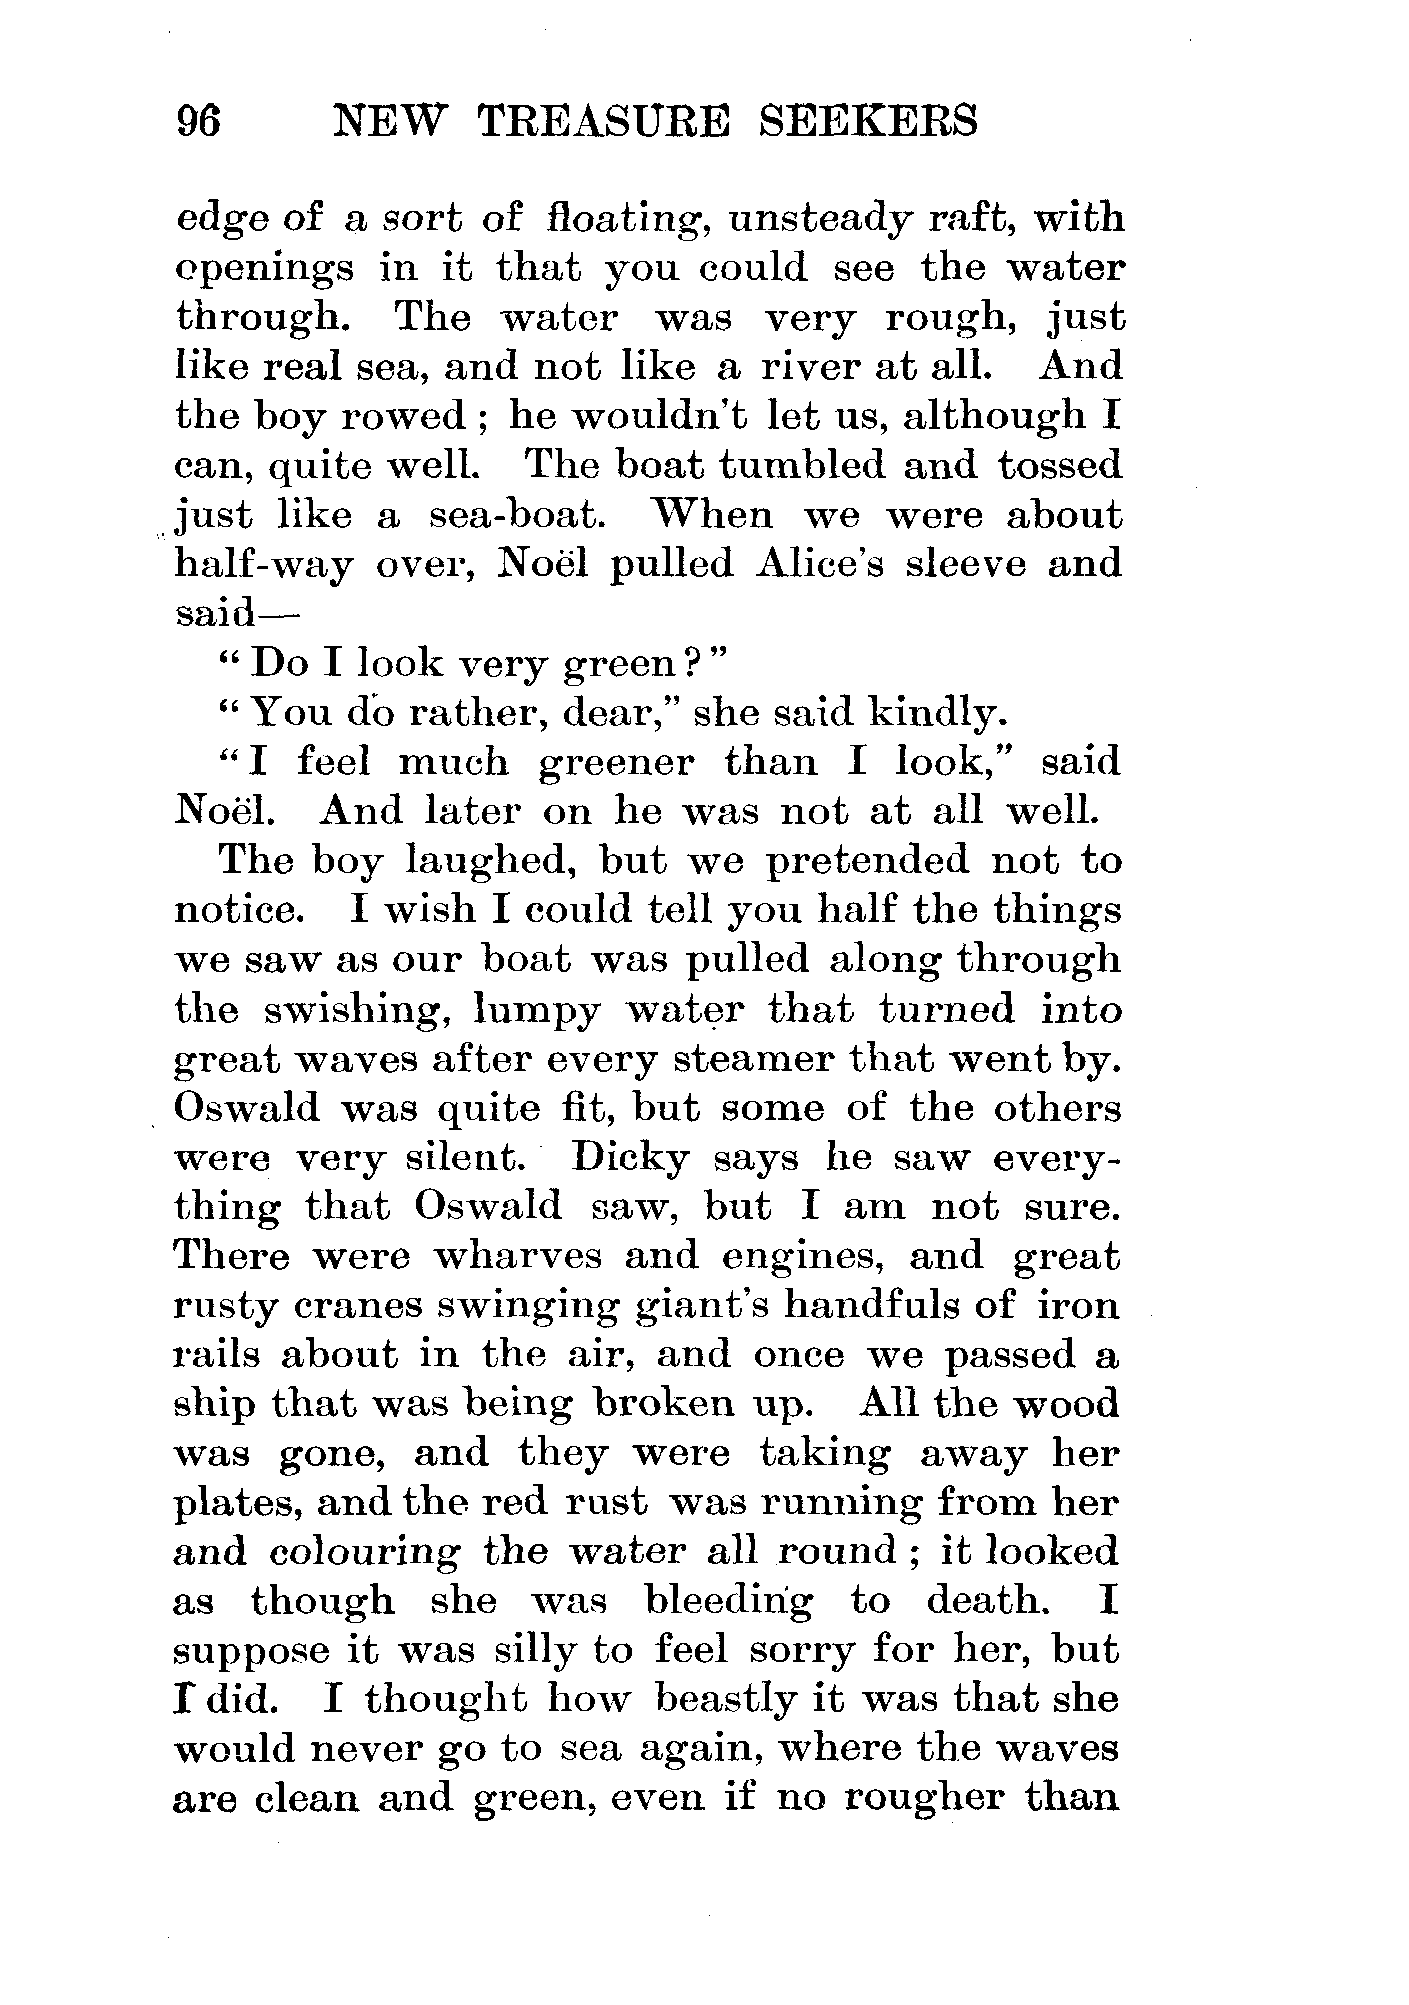 96 NEW TREASURE SEEKERS
edge of a sort of floating, unsteady raft, with
openings in it that you could see the water
through. The water was very rough, just
like real sea, and not like a river at all. And
the boy rowed ; he wouldn't let us, although I
can, quite well. The boat tumbled and tossed
just like a sea-boat. When we were about
half-way over, Noël pulled Alice's sleeve and
said—
" Do I look very green ? "
" You do rather, dear," she said kindly.
" I feel much greener than I look," said
Noël. And later on he was not at all well.
The boy laughed, but we pretended not to
notice. I wish I could tell you half the things
we saw as our boat was pulled along through
the swishing, lumpy water that turned into
great waves after every steamer that went by.
Oswald was quite fit, but some of the others
were very silent. Dicky says he saw every-
thing that Oswald saw, but I am not sure.
There were wharves and engines, and great
rusty cranes swinging giant's handfuls of iron
rails about in the air, and once we passed a
ship that was being broken up. All the wood
was gone, and they were taking away her
plates, and the red rust was running from her
and colouring the water all round ; it looked
as though she was bleeding to death. I
suppose it was silly to feel sorry for her, but
I did. I thought how beastly it was that she
would never go to sea again, where the waves
are clean and green, even if no rougher than